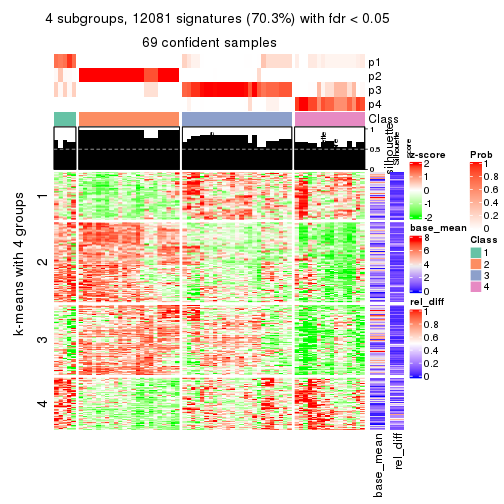 4 subgroups, 12081 signatures (70.3%) with fdr < 0.05
69 confident samples
p1
p2
p3
p4
Class
1
0.5
0
silhouette
Silhouette
score
k-means with 4 groups
1
2
3
4
base_mean
rel_diff
z-score
2
1
0
-1
-2
base_mean
8
6
4
2
0
rel_diff
1
0.8
0.6
0.4
0.2
0
Prob
1
0.8
0.6
0.4
0.2
0
Class
1
2
3
4